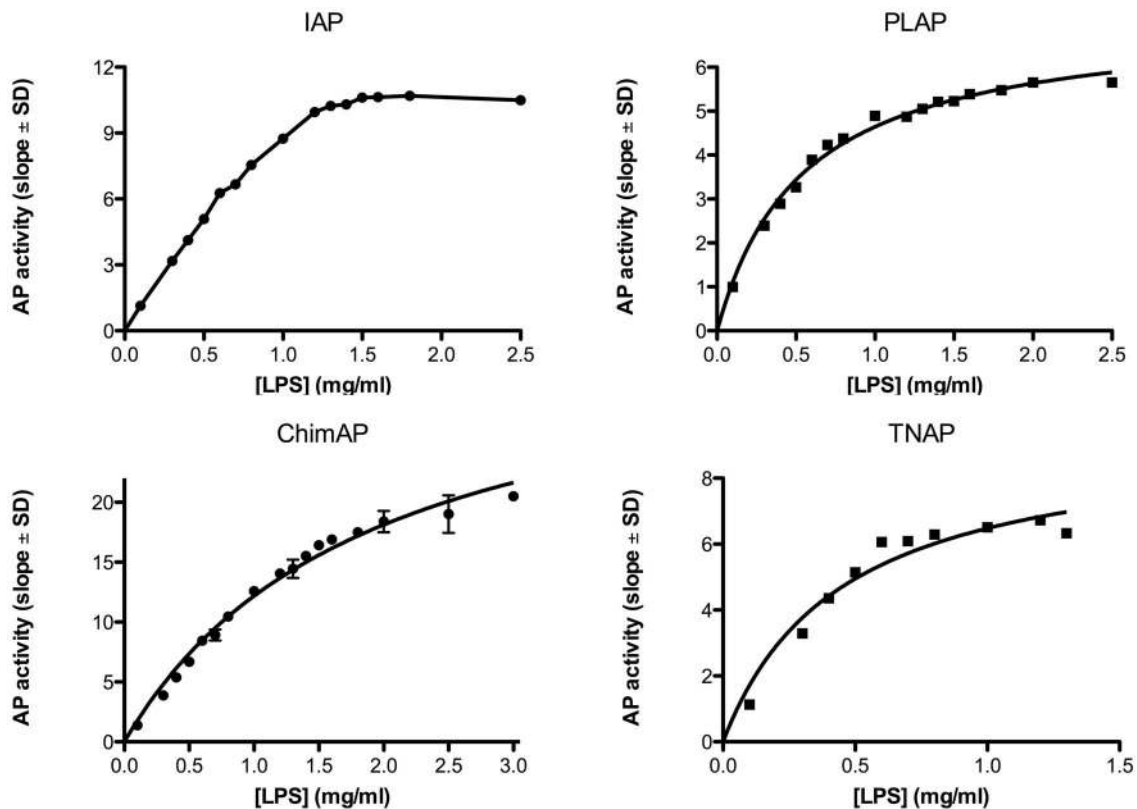 IAP
AP activity (slope ± SD)
12
9
6
3
0
0.0 0.5 1.0 1.5 2.0 2.5
[LPS] (mg/ml)
PLAP
AP activity (slope ± SD)
6
5
4
3
2
1
0
0.0 0.5 1.0 1.5 2.0 2.5
[LPS] (mg/ml)
ChimAP
AP activity (slope ± SD)
20
15
10
5
0
0.0 0.5 1.0 1.5 2.0 2.5 3.0
[LPS] (mg/ml)
TNAP
AP activity (slope ± SD)
8
6
4
2
0
0.0 0.5 1.0 1.5
[LPS] (mg/ml)